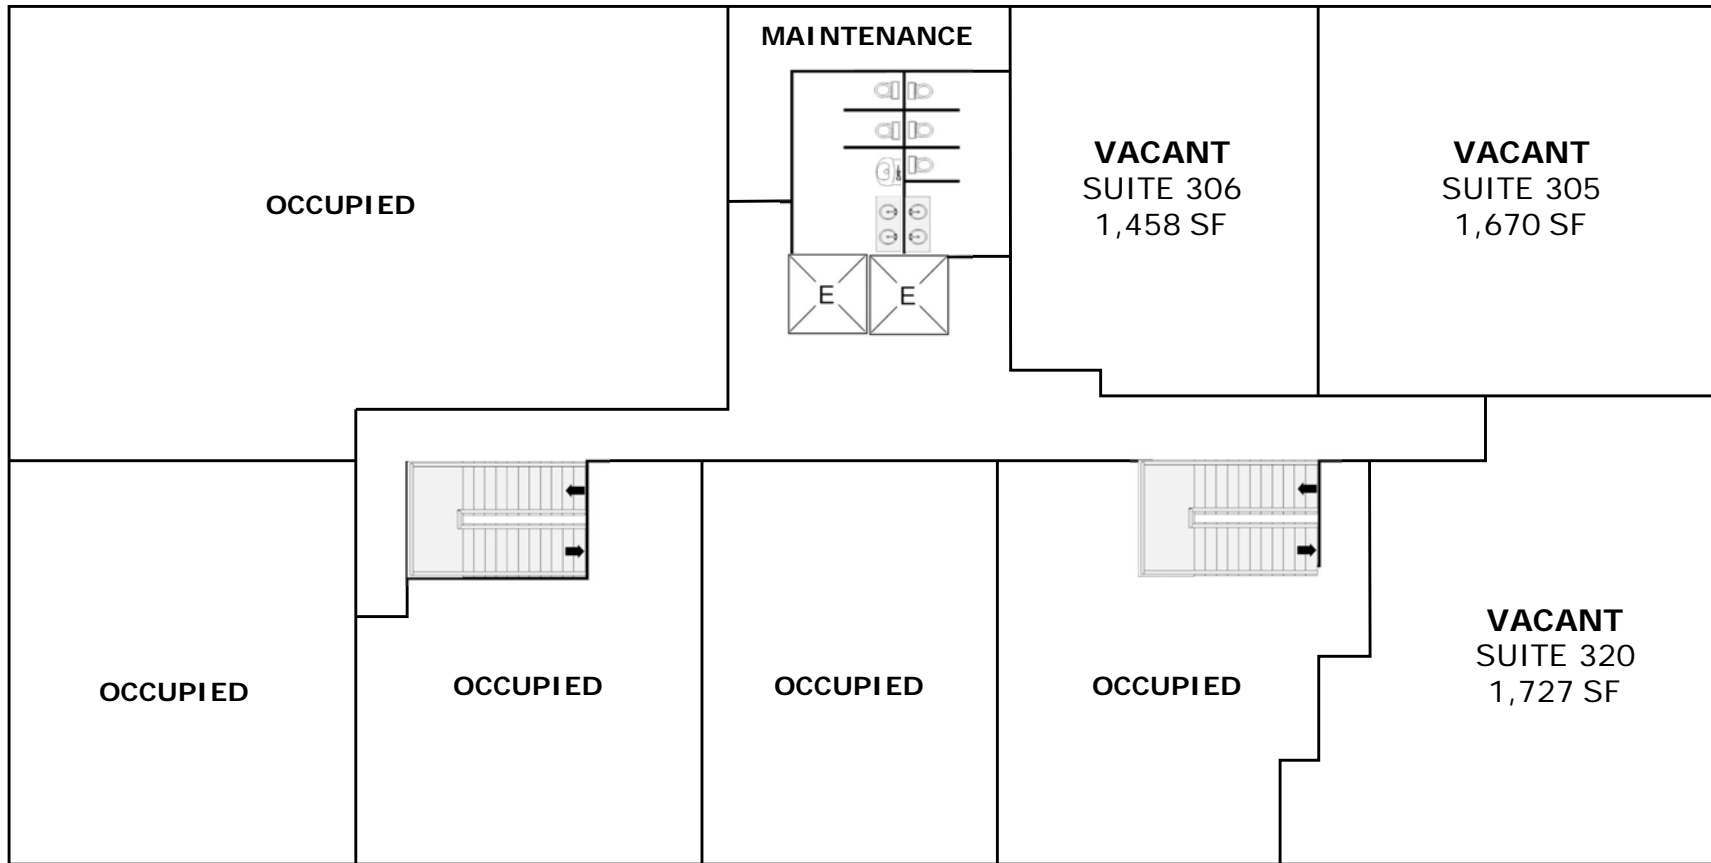 MAINTENANCE
OCCUPIED
VACANT
SUITE 306
1,458 SF
VACANT
SUITE 305
1,670 SF
E
E
OCCUPIED
OCCUPIED
OCCUPIED
OCCUPIED
VACANT
SUITE 320
1,727 SF